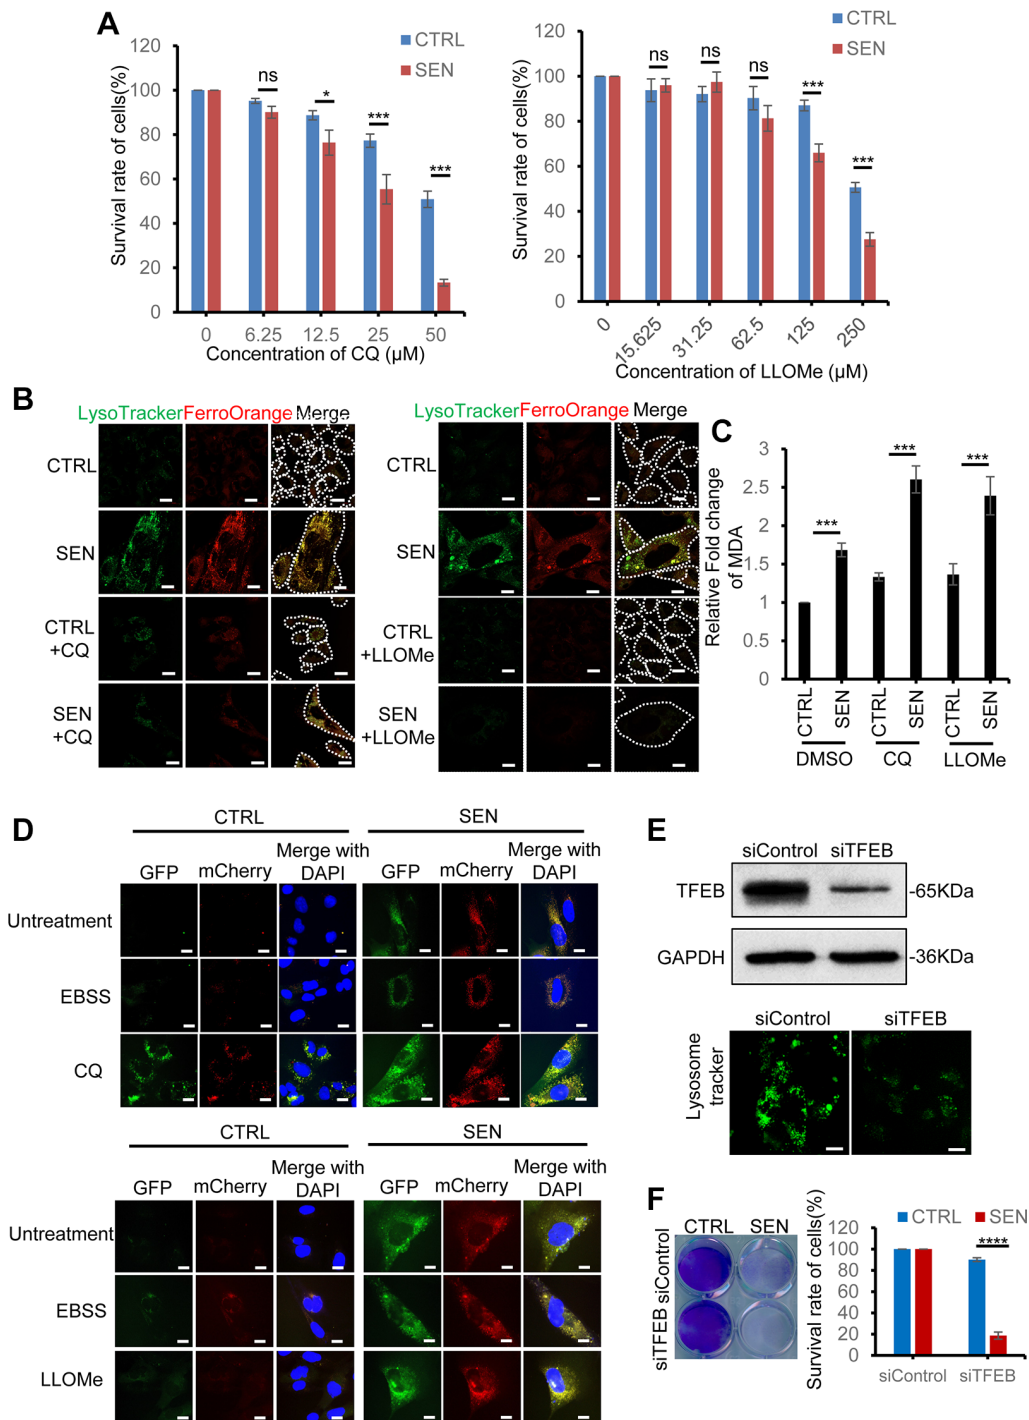 A
120
100
80
60
40
20
0
Survival rate of cells(%)
CTRL
SEN
ns
*
***
***
0 6.25 12.5 25 50
Concentration of CQ (µM)
120
100
80
60
40
20
0
Survival rate of cells(%)
CTRL
SEN
ns
ns
ns
***
***
0 15.625 31.25 62.5 125 250
Concentration of LLOMe (µM)
B
LysoTracker FerroOrange Merge
CTRL
SEN
CTRL
+CQ
SEN
+CQ
LysoTracker FerroOrange Merge
CTRL
SEN
CTRL
+LLOMe
SEN
+LLOMe
C
3
2.5
2
1.5
1
0.5
0
Relative Fold change
of MDA
***
***
***
CTRL SEN CTRL SEN CTRL SEN
DMSO CQ LLOMe
D
CTRL SEN
GFP mCherry Merge with
DAPI
GFP mCherry Merge with
DAPI
Untreatment
EBSS
CQ
CTRL SEN
GFP mCherry Merge with
DAPI
GFP mCherry Merge with
DAPI
Untreatment
EBSS
LLOMe
E
siControl siTFEB
TFEB -65KDa
GAPDH -36KDa
siControl siTFEB
Lysosome
tracker
F
CTRL SEN
siControl
siTFEB
Survival rate of cells(%)
120
100
80
60
40
20
0
CTRL SEN
****
siControl siTFEB